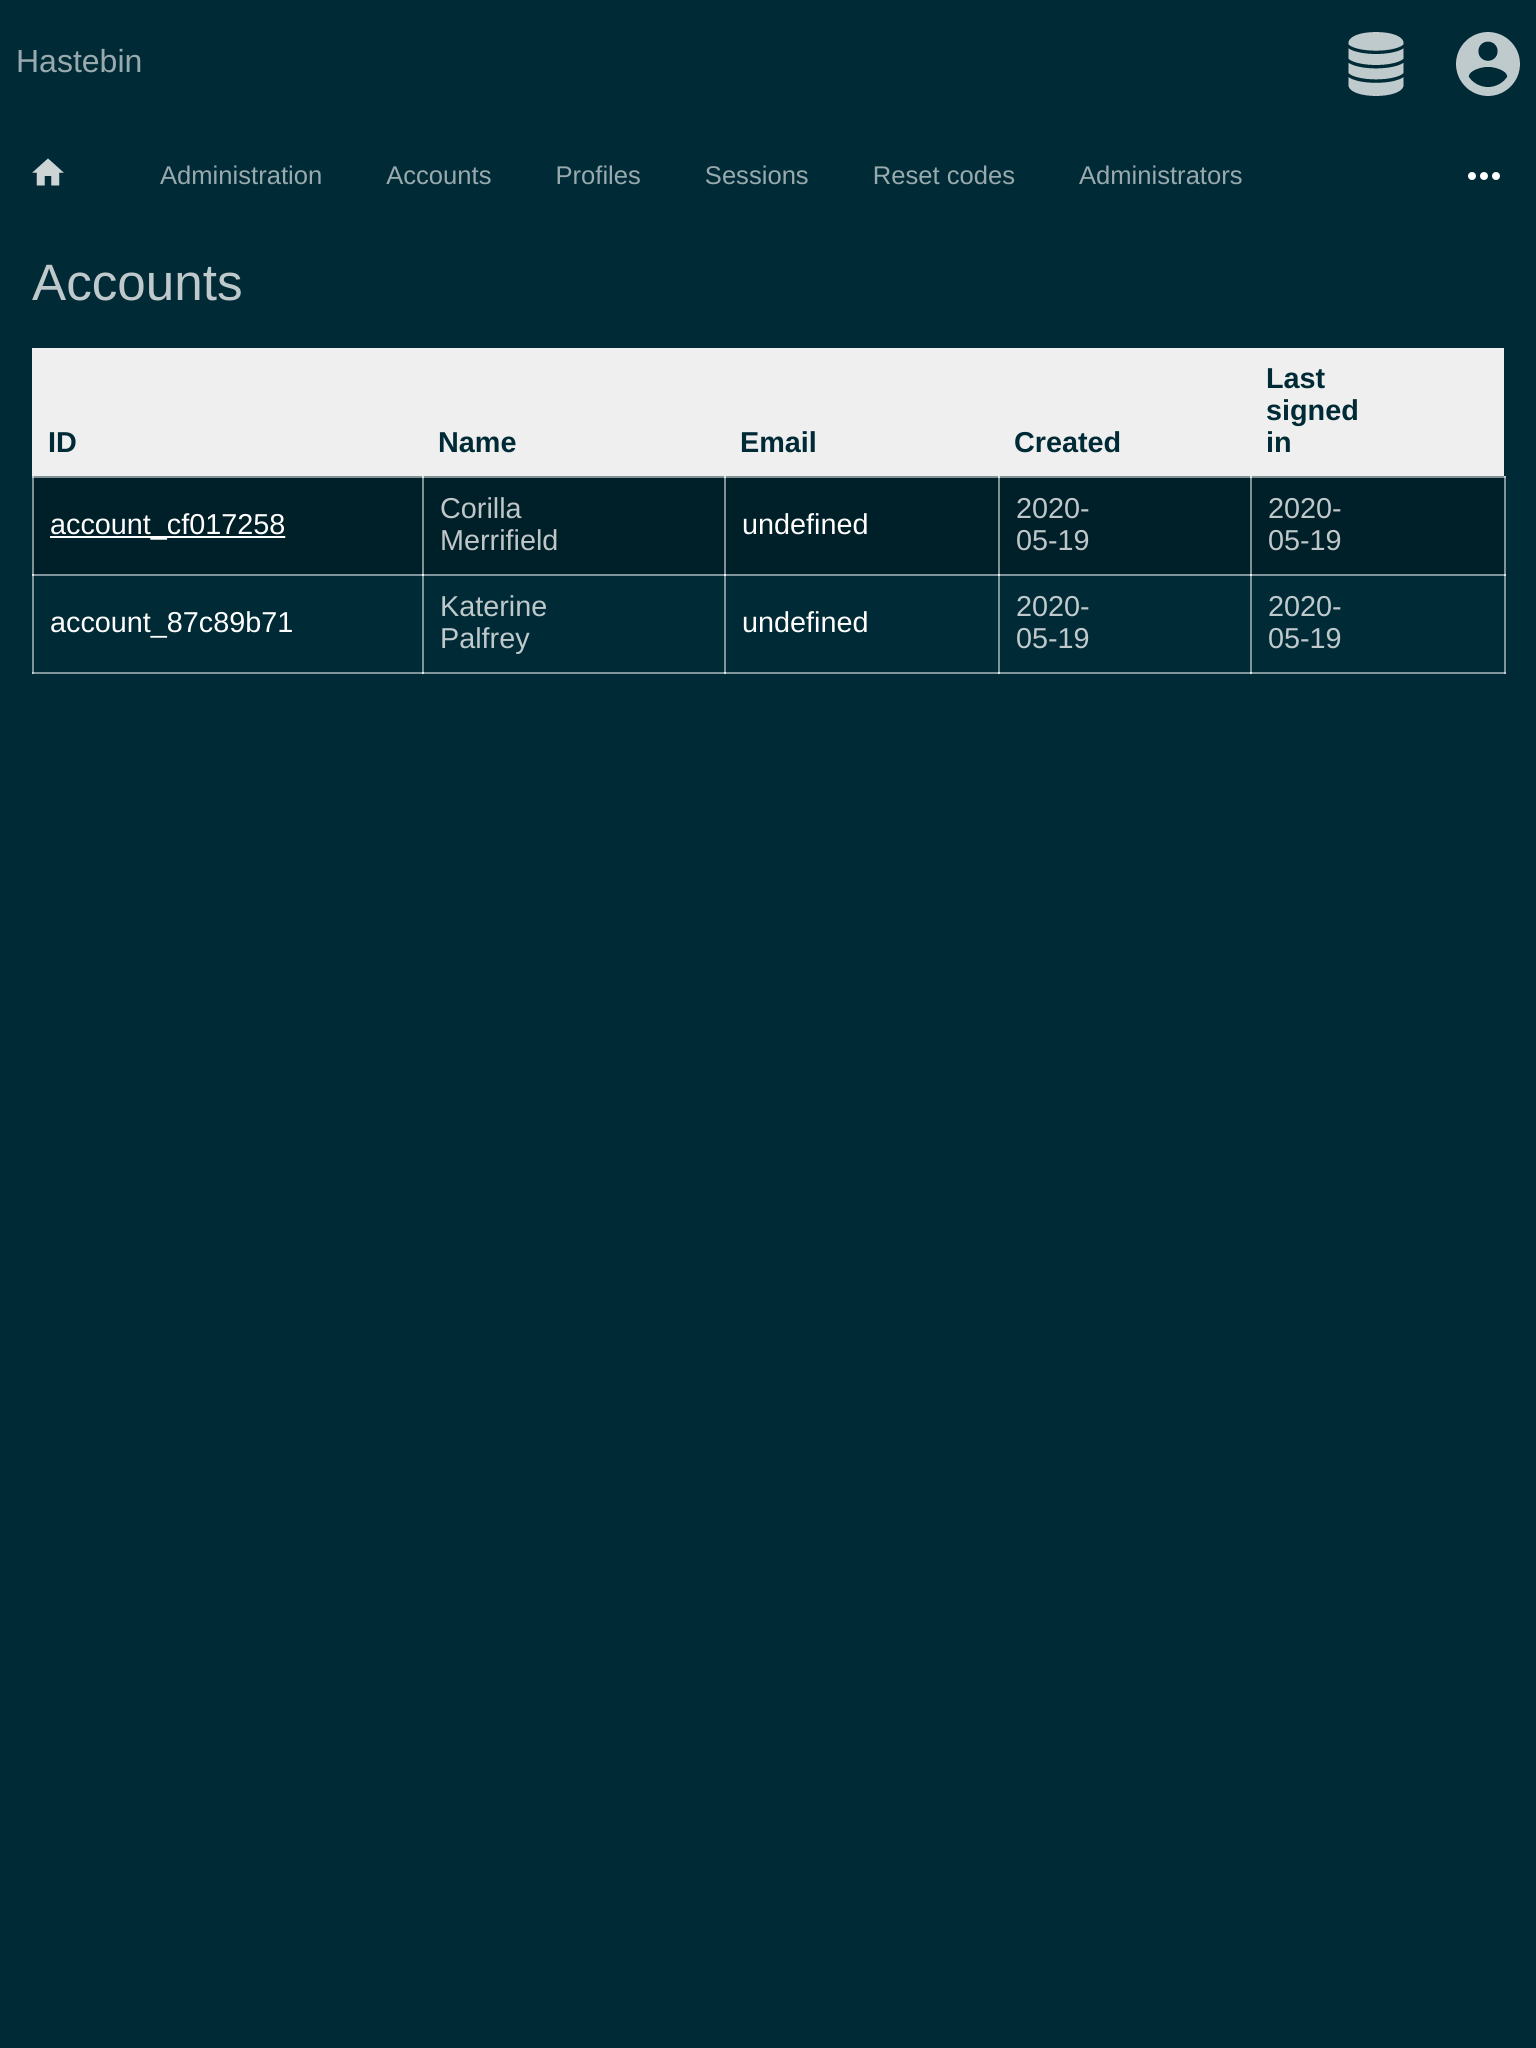 Hastebin
Administration Accounts Profiles Sessions Reset codes Administrators
Accounts
ID Name Email Created Last signed in
account_cf017258 Corilla Merrifield undefined 2020-05-19 2020-05-19
account_87c89b71 Katerine Palfrey undefined 2020-05-19 2020-05-19